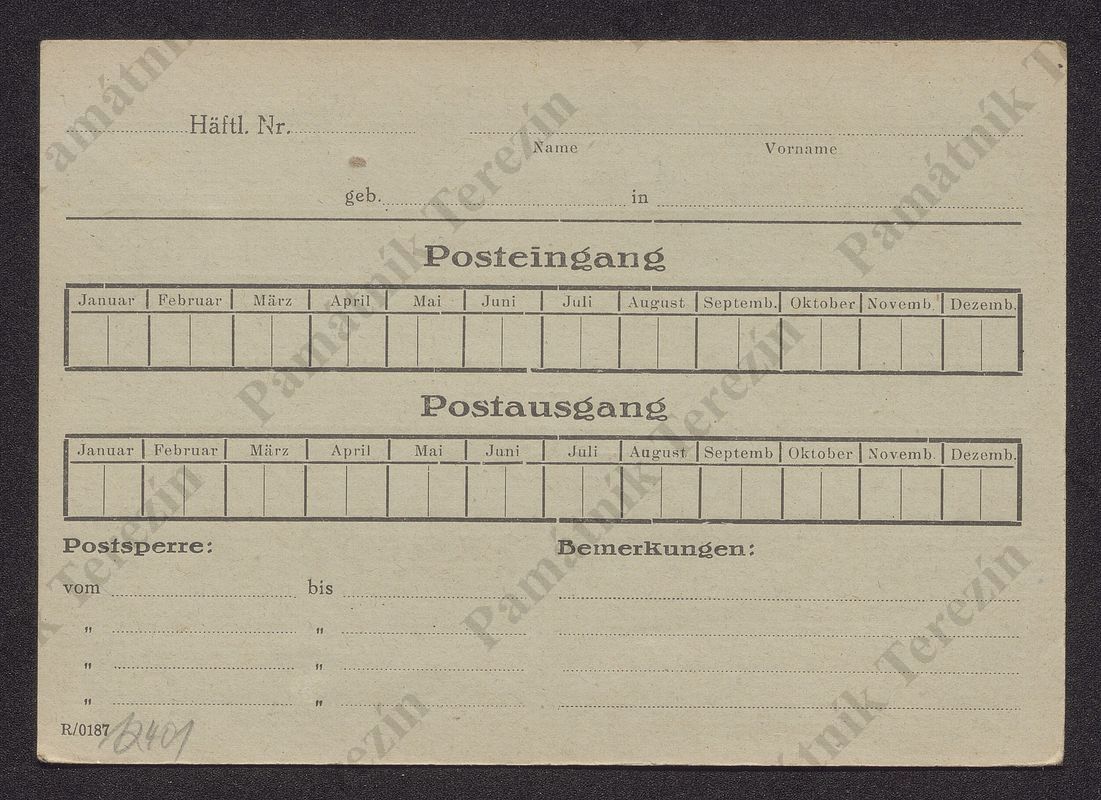 Häftl. Nr.
Name Vorname
geb. in
Posteingang
Januar Februar März April Mai Juni Juli August Septemb. Oktober Novemb. Dezemb.
Postausgang
Januar Februar März April Mai Juni Juli August Septemb Oktober Novemb. Dezemb.
Postsperre: Bemerkungen:
vom bis
„ „
„ „
„ „
R/0187 12401
Památník Terezín